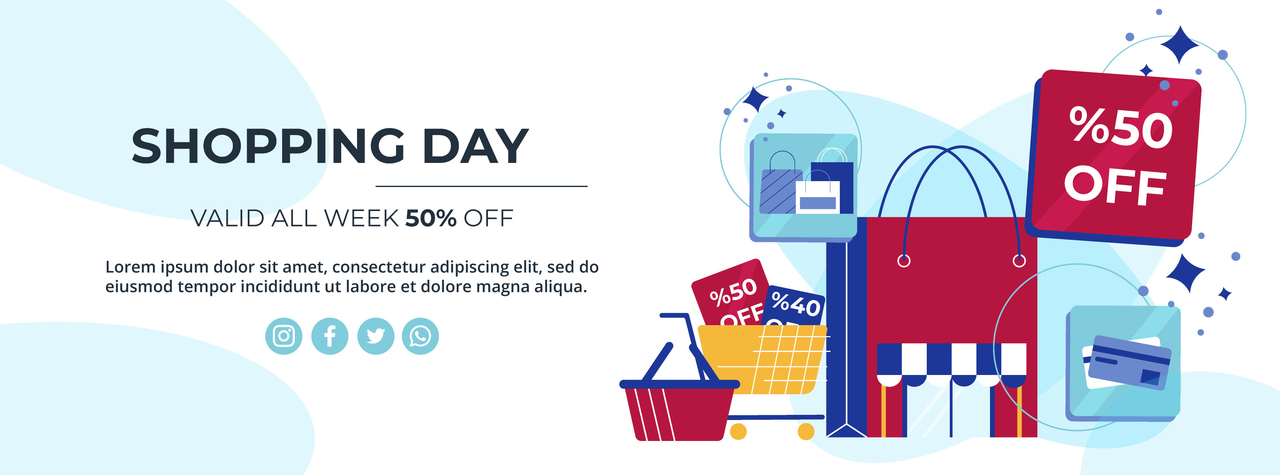 SHOPPING DAY
VALID ALL WEEK 50% OFF
Lorem ipsum dolor sit amet, consectetur adipiscing elit, sed do
eiusmod tempor incididunt ut labore et dolore magna aliqua.
%50
OFF
%50
OFF
%40